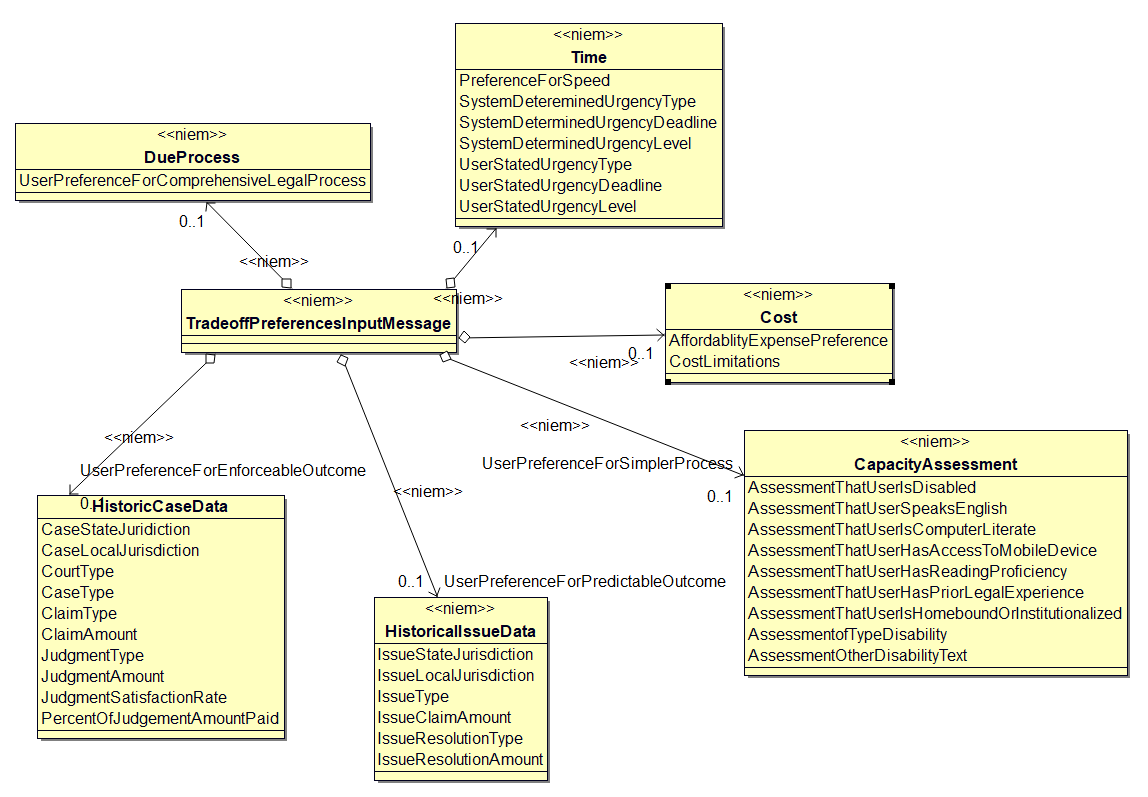 <<niem>>
Time
PreferenceForSpeed
SystemDetereminedUrgencyType
SystemDeterminedUrgencyDeadline
SystemDeterminedUrgencyLevel
UserStatedUrgencyType
UserStatedUrgencyDeadline
UserStatedUrgencyLevel
<<niem>>
DueProcess
UserPreferenceForComprehensiveLegalProcess
0..1
0..1
<<niem>>
<<niem>>
<<niem>>
TradeoffPreferencesInputMessage
<<niem>>
Cost
AffordablityExpensePreference
CostLimitations
0..1
<<niem>>
<<niem>>
<<niem>>
UserPreferenceForEnforceableOutcome
UserPreferenceForSimplerProcess
0..1
0..1
<<niem>>
<<niem>>
CapacityAssessment
AssessmentThatUserIsDisabled
AssessmentThatUserSpeaksEnglish
AssessmentThatUserIsComputerLiterate
AssessmentThatUserHasAccessToMobileDevice
AssessmentThatUserHasReadingProficiency
AssessmentThatUserHasPriorLegalExperience
AssessmentThatUserIsHomeboundOrInstitutionalized
AssessmentofTypeDisability
AssessmentOtherDisabilityText
HistoricCaseData
CaseStateJuridiction
CaseLocalJurisdiction
CourtType
CaseType
ClaimType
ClaimAmount
JudgmentType
JudgmentAmount
JudgmentSatisfactionRate
PercentOfJudgementAmountPaid
0..1
UserPreferenceForPredictableOutcome
<<niem>>
HistoricalIssueData
IssueStateJurisdiction
IssueLocalJurisdiction
IssueType
IssueClaimAmount
IssueResolutionType
IssueResolutionAmount